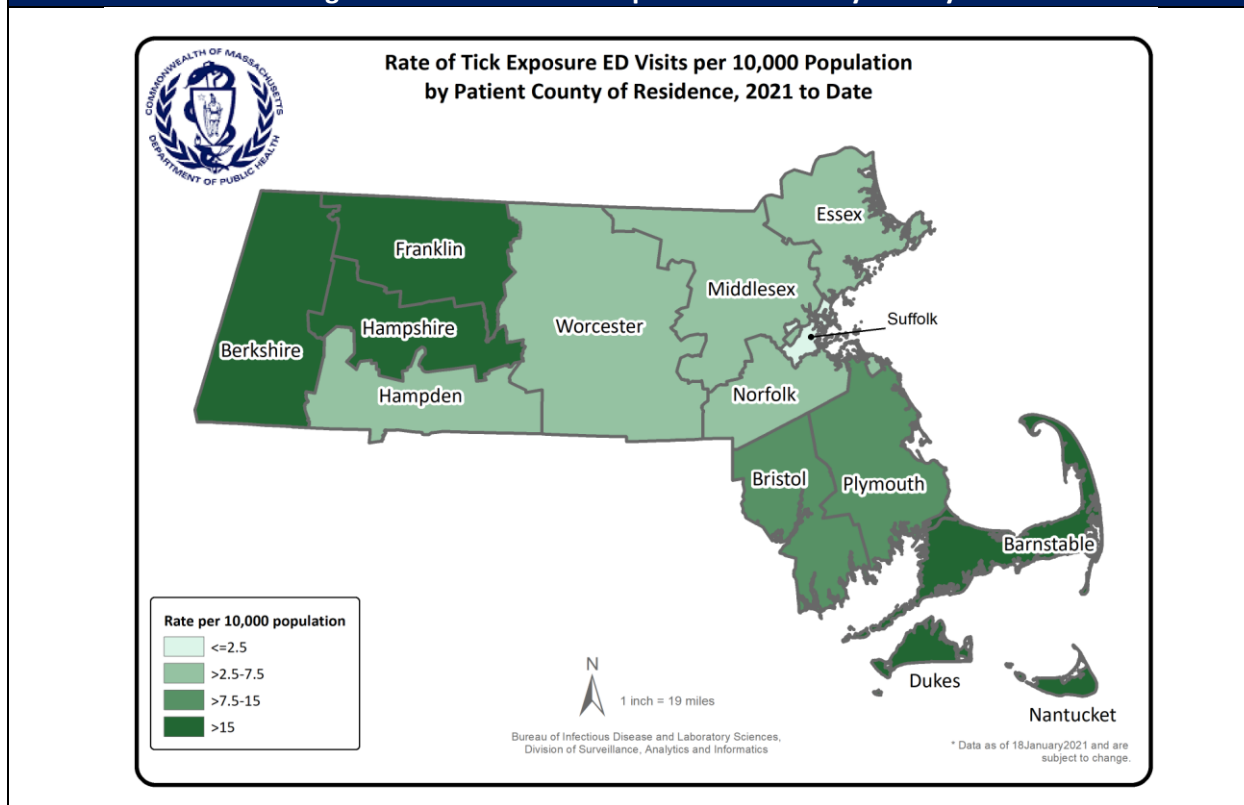 Rate of Tick Exposure ED Visits per 10,000 Population
by Patient County of Residence, 2021 to Date
COMMONWEALTH OF MASSACHUSETTS
DEPARTMENT OF PUBLIC HEALTH
Essex
Franklin
Middlesex
Suffolk
Hampshire
Worcester
Berkshire
Hampden
Norfolk
Bristol
Plymouth
Barnstable
Dukes
Nantucket
Rate per 10,000 population
<=2.5
>2.5-7.5
>7.5-15
>15
N
1 inch = 19 miles
Bureau of Infectious Disease and Laboratory Sciences,
Division of Surveillance, Analytics and Informatics
* Data as of 18January2021 and are
subject to change.